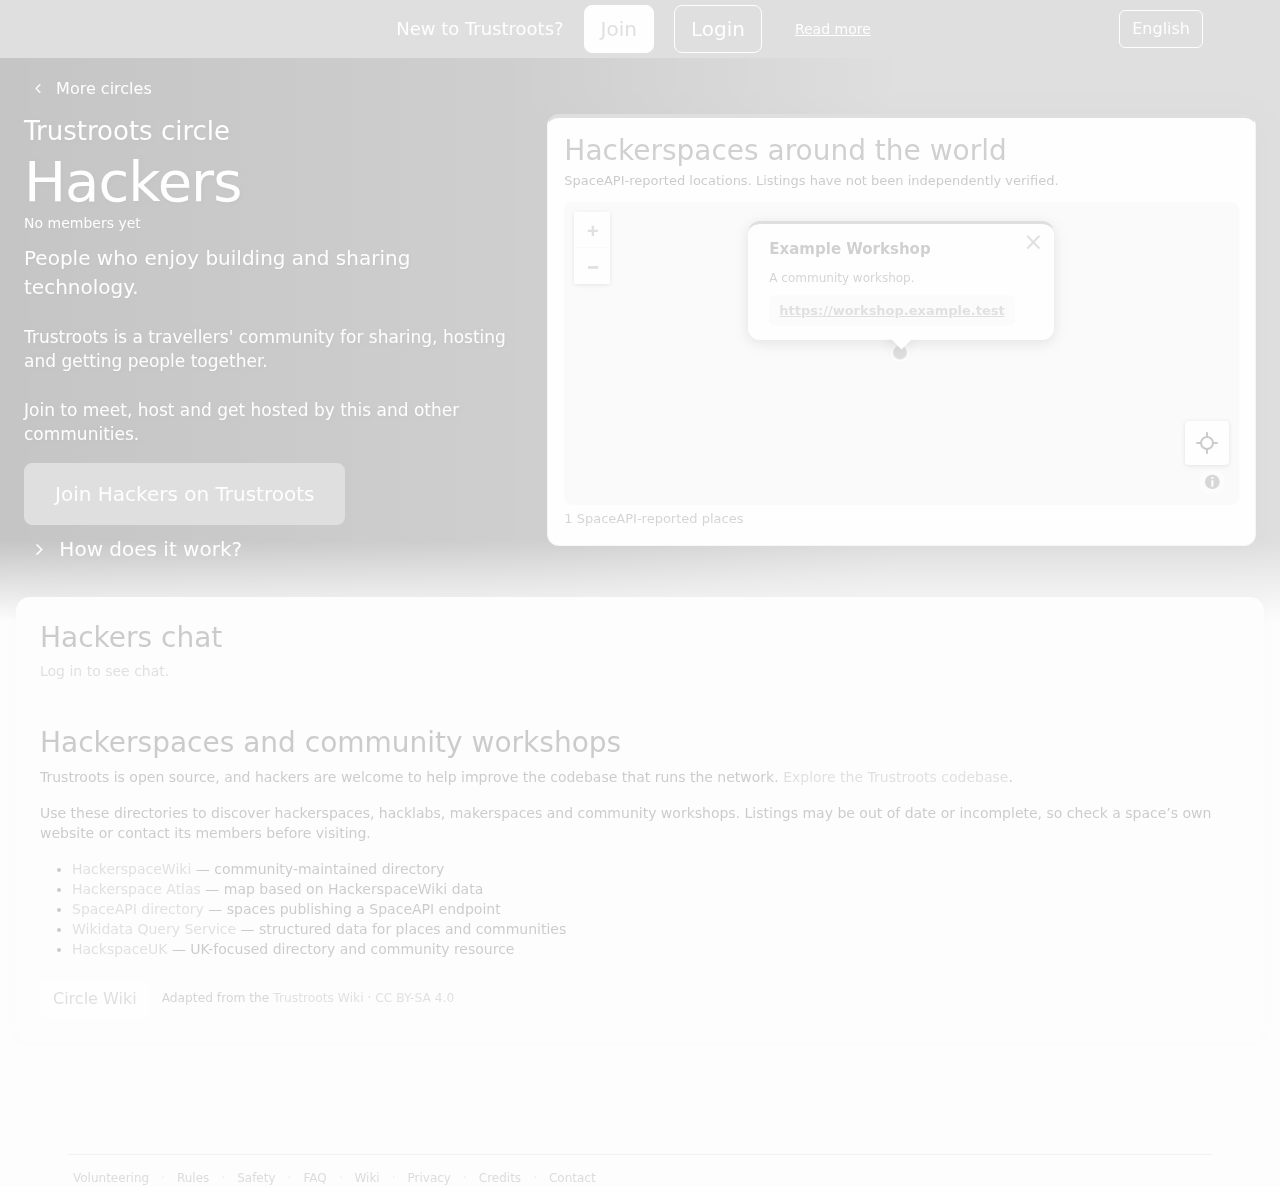 New to Trustroots? Join Login Read more English
More circles
Trustroots circle
Hackers
No members yet
People who enjoy building and sharing
technology.
Trustroots is a travellers' community for sharing, hosting
and getting people together.
Join to meet, host and get hosted by this and other
communities.
Join Hackers on Trustroots
How does it work?
Hackerspaces around the world
SpaceAPI-reported locations. Listings have not been independently verified.
+
−
Example Workshop
A community workshop.
https://workshop.example.test
1 SpaceAPI-reported places
Hackers chat
Log in to see chat.
Hackerspaces and community workshops
Trustroots is open source, and hackers are welcome to help improve the codebase that runs the network. Explore the Trustroots codebase.
Use these directories to discover hackerspaces, hacklabs, makerspaces and community workshops. Listings may be out of date or incomplete, so check a space’s own
website or contact its members before visiting.
• HackerspaceWiki — community-maintained directory
• Hackerspace Atlas — map based on HackerspaceWiki data
• SpaceAPI directory — spaces publishing a SpaceAPI endpoint
• Wikidata Query Service — structured data for places and communities
• HackspaceUK — UK-focused directory and community resource
Circle Wiki Adapted from the Trustroots Wiki · CC BY-SA 4.0
Volunteering · Rules · Safety · FAQ · Wiki · Privacy · Credits · Contact